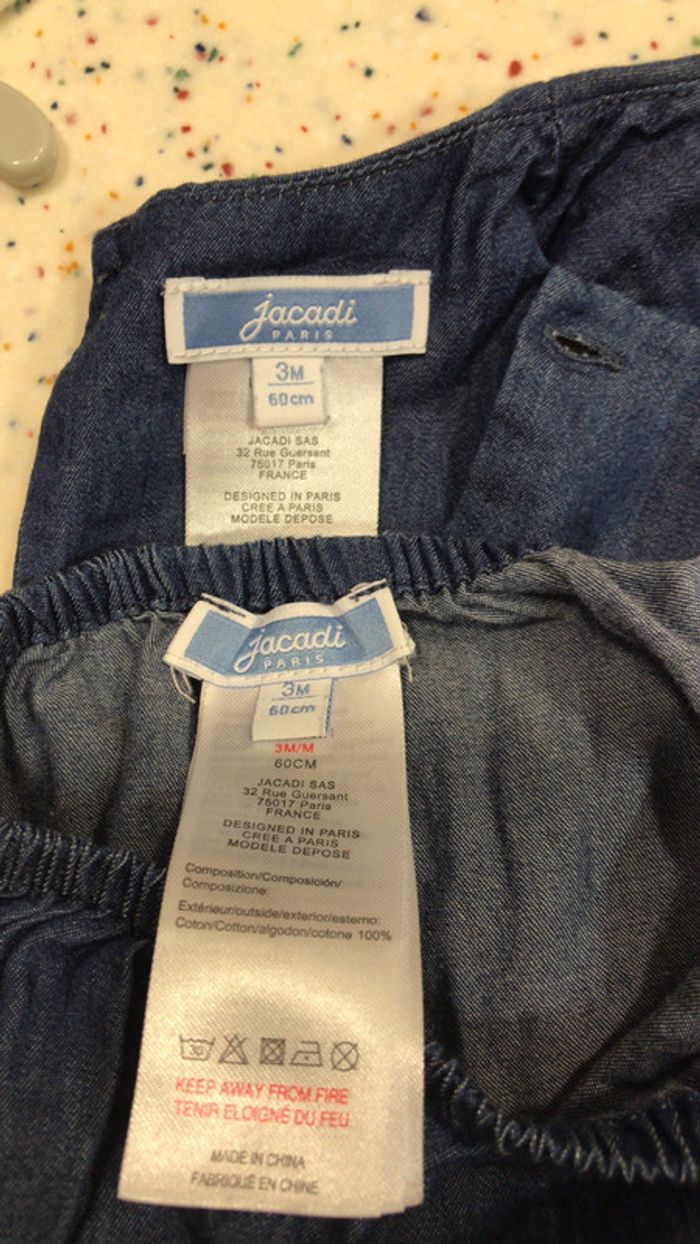 jacadi
PARIS
3M
60cm
JACADI SAS
32 Rue Guersant
75017 Paris
FRANCE
DESIGNED IN PARIS
CREE A PARIS
MODELE DEPOSE
jacadi
PARIS
3M
60cm
3M/M
60CM
JACADI SAS
32 Rue Guersant
75017 Paris
FRANCE
DESIGNED IN PARIS
CREE A PARIS
MODELE DEPOSE
Composition/Composición/
Composizione:
Extérieur/outside/exterior/esterno:
Coton/Cotton/algodon/cotone 100%
30
KEEP AWAY FROM FIRE
TENIR ELOIGNÉ DU FEU
MADE IN CHINA
FABRIQUÉ EN CHINE